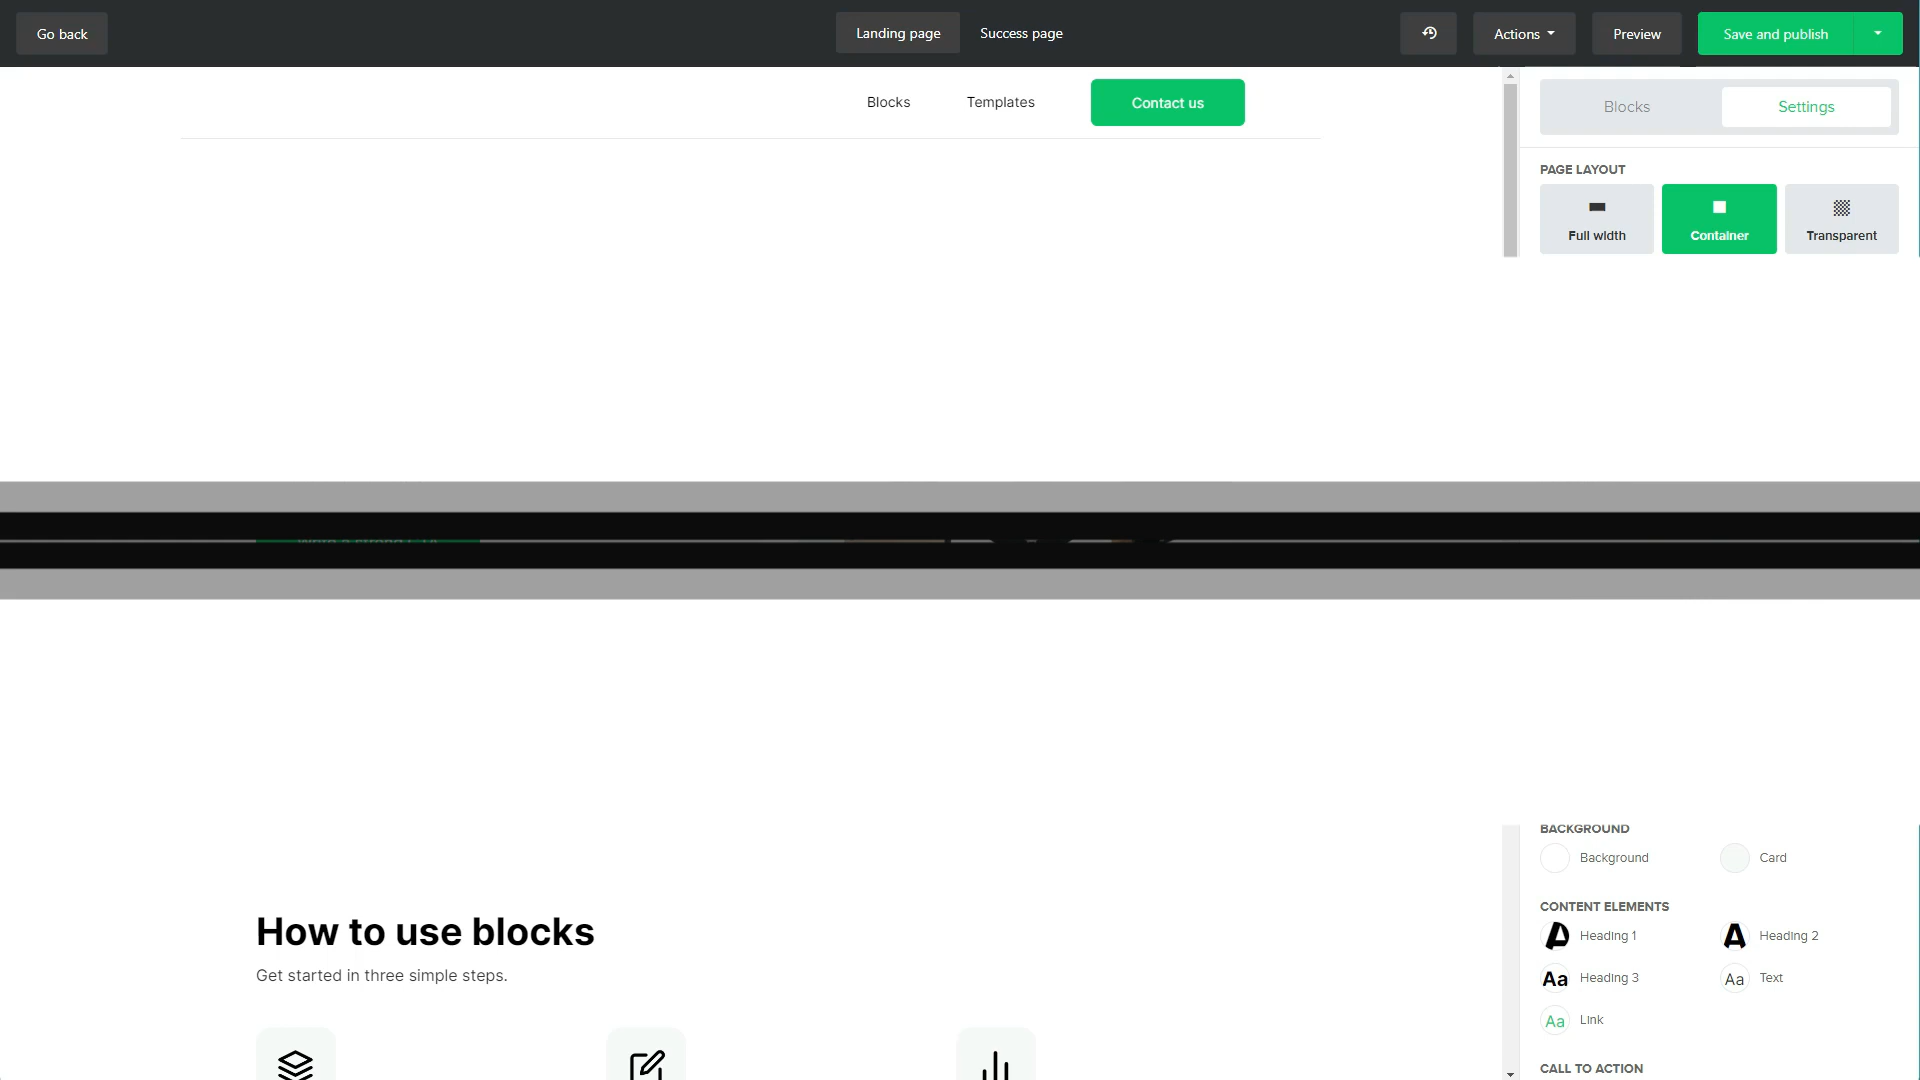 Go back
Landing page
Success page
Actions
Preview
Save and publish
Blocks
Templates
Contact us
Blocks
Settings
PAGE LAYOUT
Full width
Container
Transparent
BACKGROUND
Background
Card
How to use blocks
Get started in three simple steps.
CONTENT ELEMENTS
Heading 1
Heading 2
Aa
Heading 3
Aa
Text
Aa
Link
CALL TO ACTION